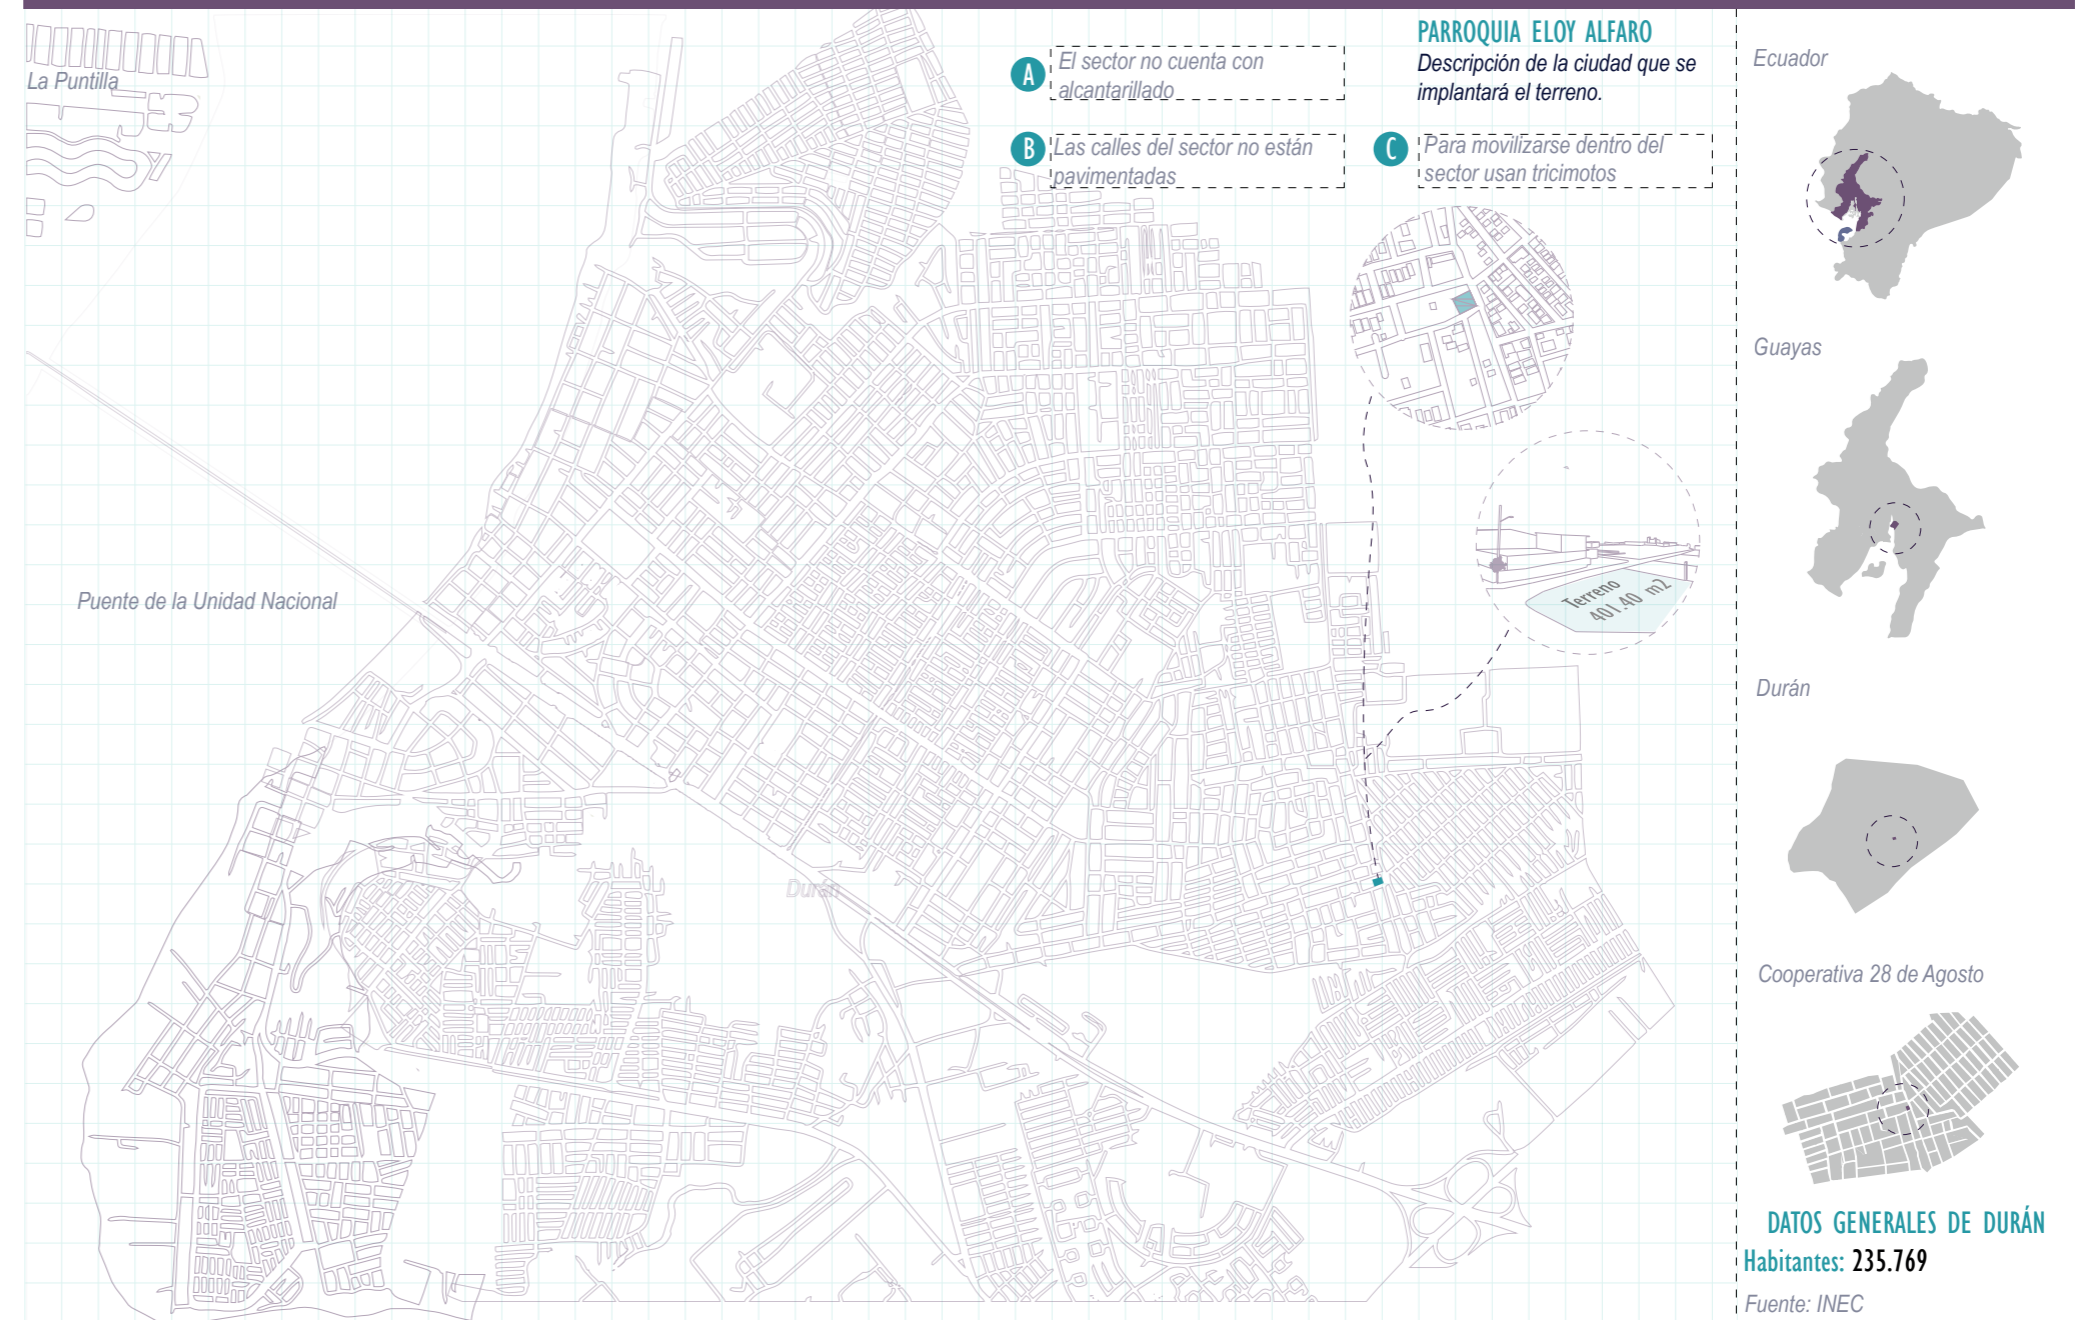 La Puntilla
A
El sector no cuenta con
alcantarillado
B
Las calles del sector no están
pavimentadas
PARROQUIA ELOY ALFARO
Descripción de la ciudad que se
implantará el terreno.
C
Para movilizarse dentro del
sector usan tricimotos
Terreno
401.40 m2
Puente de la Unidad Nacional
Durán
Ecuador
Guayas
Durán
Cooperativa 28 de Agosto
DATOS GENERALES DE DURÁN
Habitantes: 235.769
Fuente: INEC